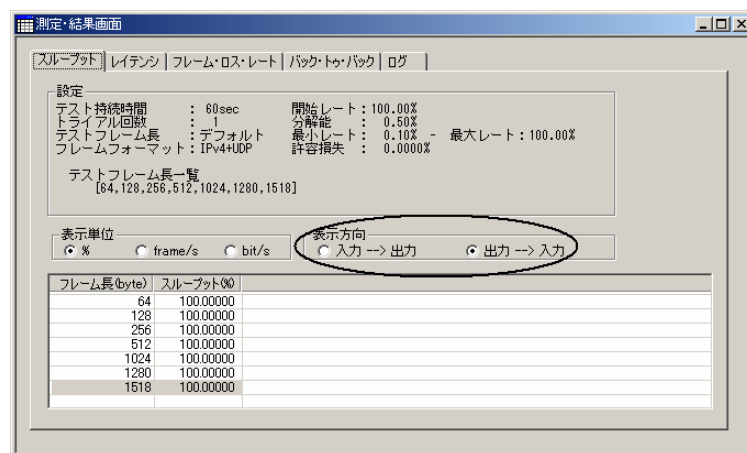 測定・結果画面
スループット レイテンシ フレーム・ロス・レート バック・トゥ・バック ログ
設定
テスト持続時間 : 60sec 開始レート:100.00%
トライアル回数 : 1 分解能 : 0.50%
テストフレーム長 :デフォルト 最小レート: 0.10% - 最大レート:100.00%
フレームフォーマット:IPv4+UDP 許容損失 : 0.0000%
テストフレーム長一覧
[64,128,256,512,1024,1280,1518]
表示単位 表示方向
% frame/s bit/s 入力 --> 出力 出力 --> 入力
フレーム長(byte) スループット(%)
64 100.00000
128 100.00000
256 100.00000
512 100.00000
1024 100.00000
1280 100.00000
1518 100.00000